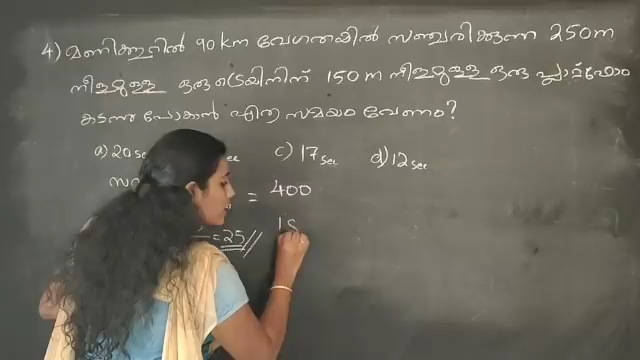 4) മണിക്കൂറിൽ 90 km വേഗതയിൽ സഞ്ചരിക്കുന്ന 250 m
നീളമുള്ള ഒരു ട്രെയിനിന് 150 m നീളമുള്ള ഒരു പ്ലാറ്റ്ഫോം
കടന്നു പോകാൻ എത്ര സമയം വേണം?
a) 20 sec c) 17 sec d) 12 sec
= 400
= 25 //